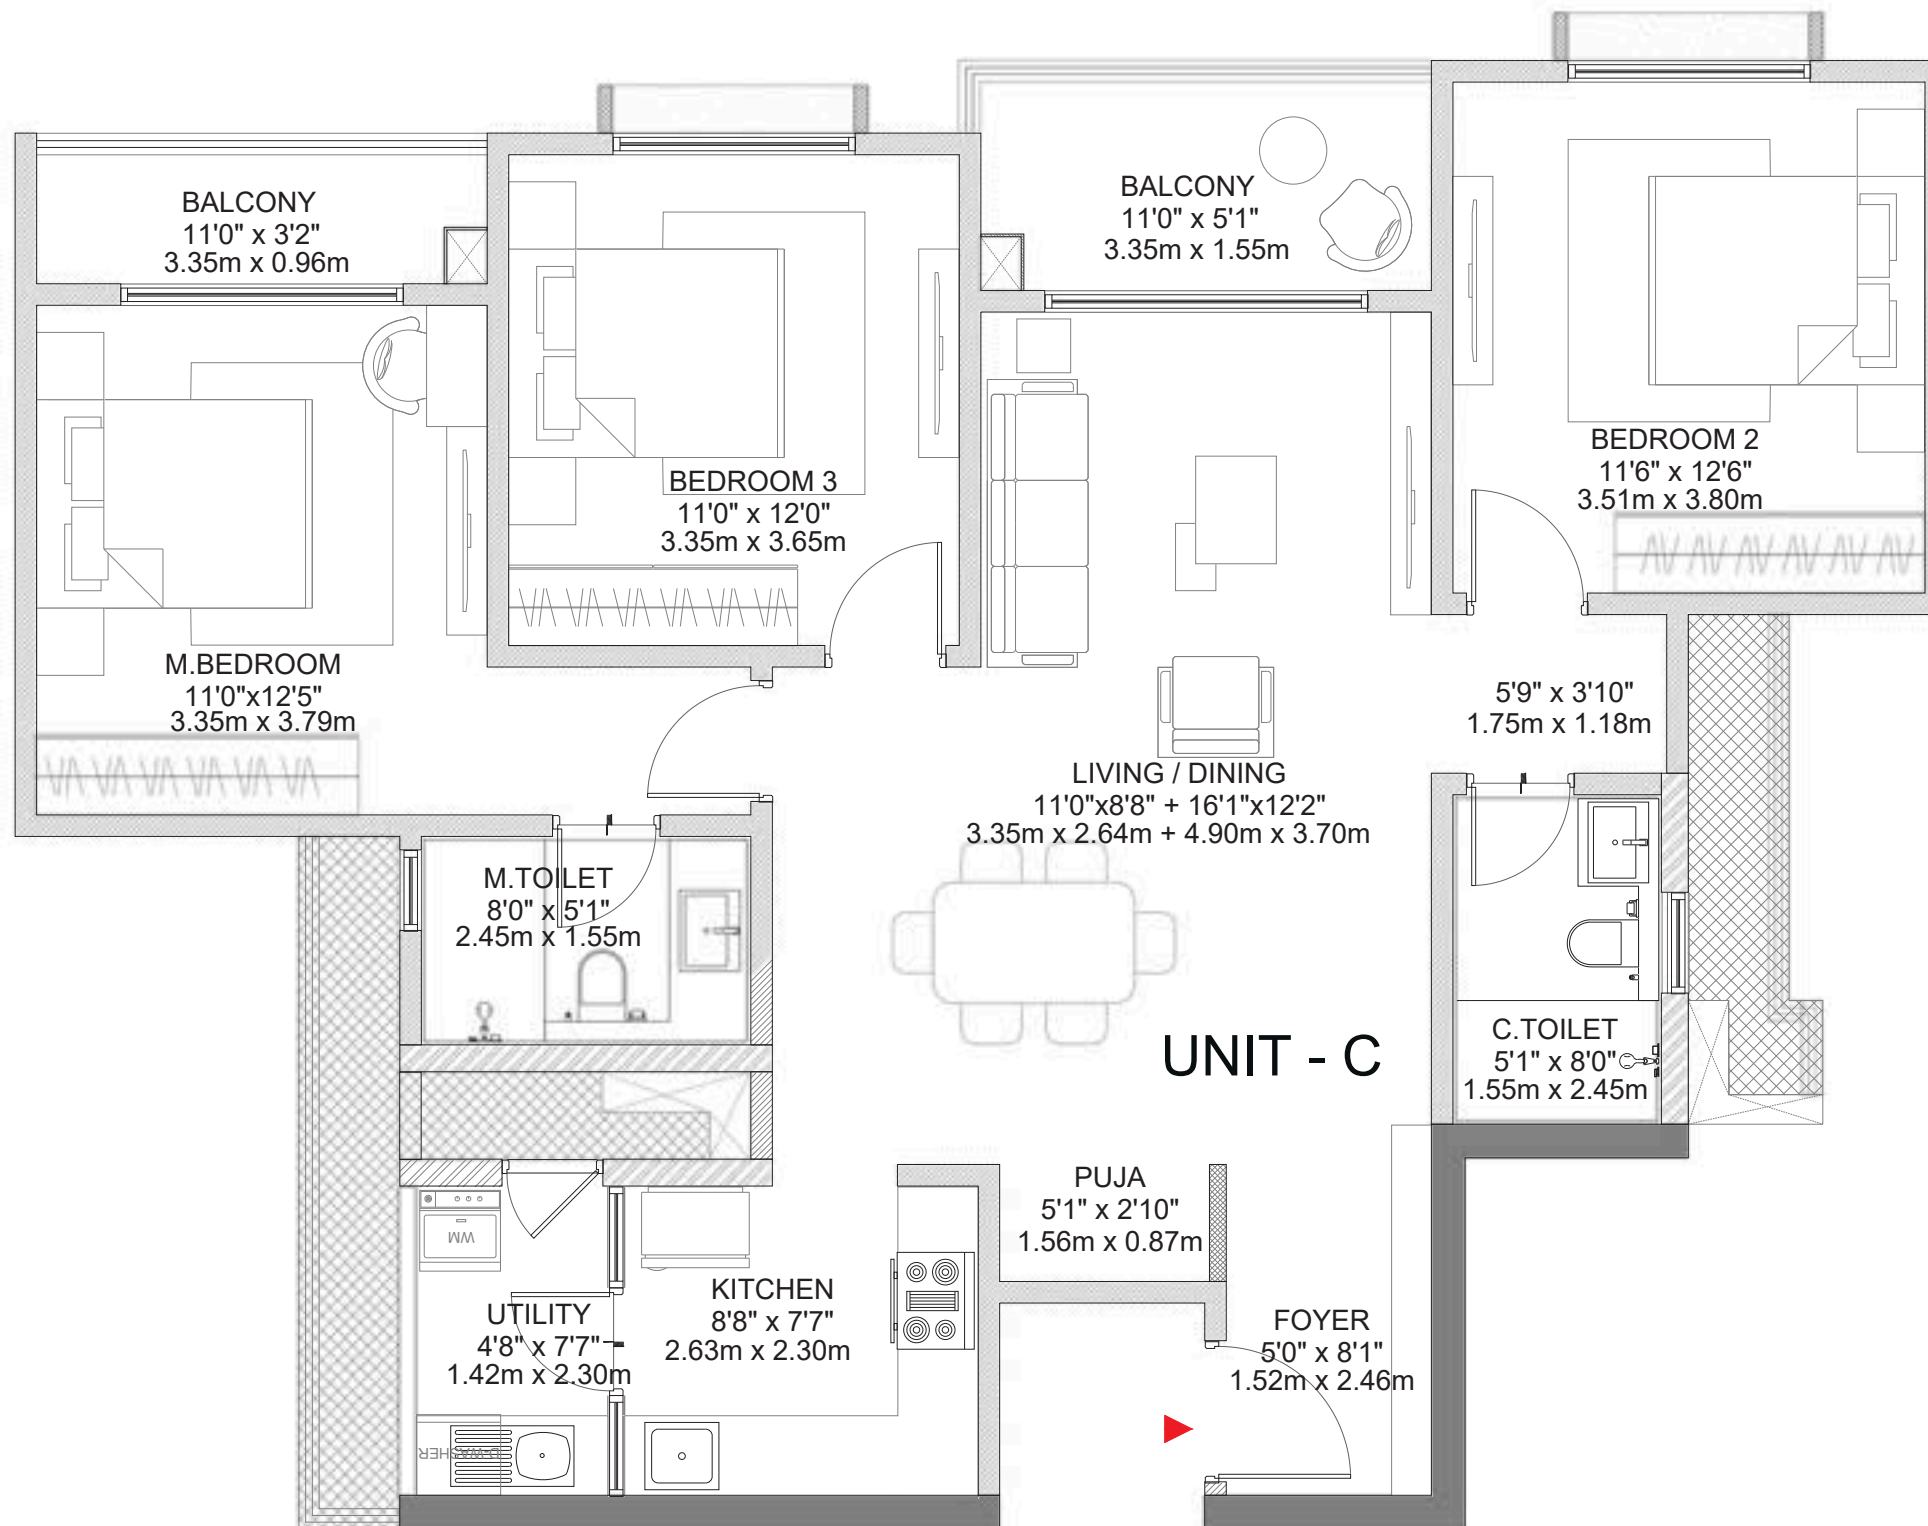 BALCONY
11'0" x 3'2"
3.35m x 0.96m
BALCONY
11'0" x 5'1"
3.35m x 1.55m
BEDROOM 2
11'6" x 12'6"
3.51m x 3.80m
BEDROOM 3
11'0" x 12'0"
3.35m x 3.65m
M.BEDROOM
11'0"x12'5"
3.35m x 3.79m
5'9" x 3'10"
1.75m x 1.18m
LIVING / DINING
11'0"x8'8" + 16'1"x12'2"
3.35m x 2.64m + 4.90m x 3.70m
M.TOILET
8'0" x 5'1"
2.45m x 1.55m
UNIT - C
C.TOILET
5'1" x 8'0"
1.55m x 2.45m
PUJA
5'1" x 2'10"
1.56m x 0.87m
WM
KITCHEN
8'8" x 7'7"
2.63m x 2.30m
UTILITY
4'8" x 7'7"
1.42m x 2.30m
FOYER
5'0" x 8'1"
1.52m x 2.46m
D-WASHER